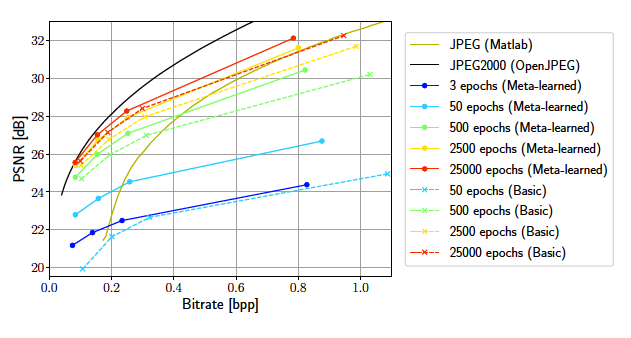 PSNR [dB]
32
30
28
26
24
22
20
0.0 0.2 0.4 0.6 0.8 1.0
Bitrate [bpp]
JPEG (Matlab)
JPEG2000 (OpenJPEG)
3 epochs (Meta-learned)
50 epochs (Meta-learned)
500 epochs (Meta-learned)
2500 epochs (Meta-learned)
25000 epochs (Meta-learned)
50 epochs (Basic)
500 epochs (Basic)
2500 epochs (Basic)
25000 epochs (Basic)